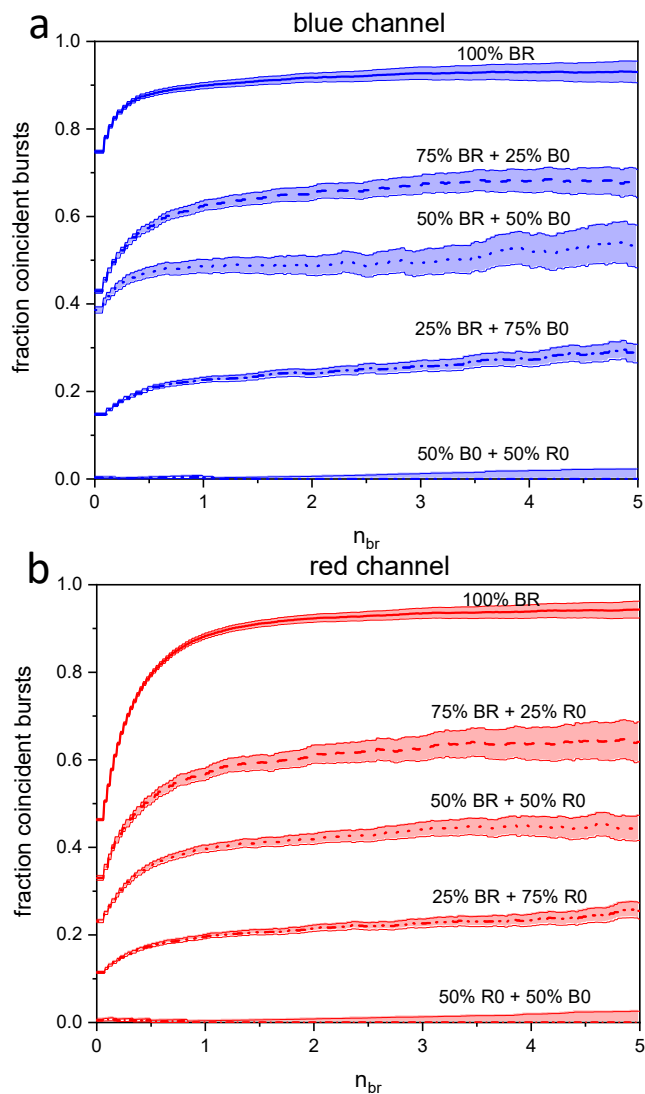 a
blue channel
1.0
100% BR
0.8
75% BR + 25% B0
0.6
50% BR + 50% B0
0.4
25% BR + 75% B0
0.2
50% B0 + 50% R0
0.0
0 1 2 3 4 5
fraction coincident bursts
n_br
b
red channel
1.0
100% BR
0.8
75% BR + 25% R0
0.6
50% BR + 50% R0
0.4
25% BR + 75% R0
0.2
50% R0 + 50% B0
0.0
0 1 2 3 4 5
fraction coincident bursts
n_br